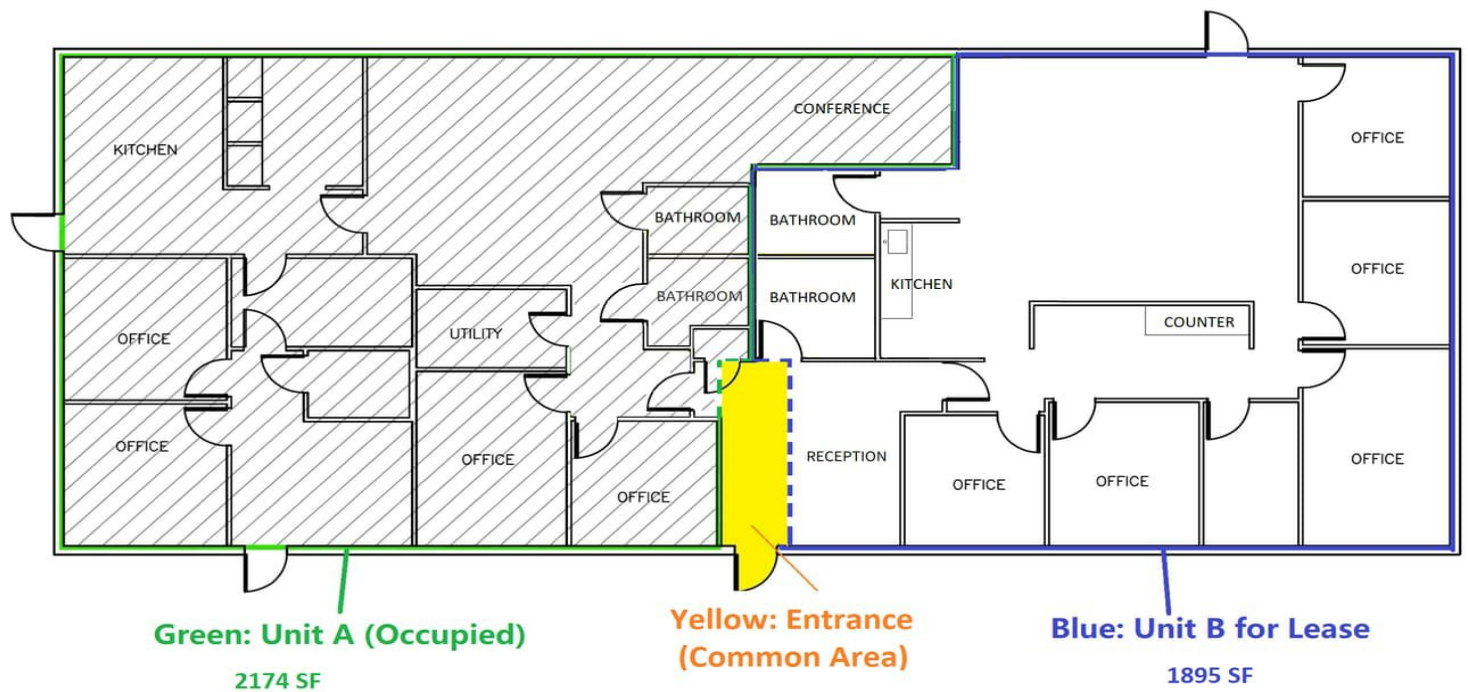 CONFERENCE
KITCHEN
OFFICE
BATHROOM
BATHROOM
OFFICE
KITCHEN
BATHROOM
BATHROOM
COUNTER
UTILITY
OFFICE
OFFICE
OFFICE
OFFICE
OFFICE
RECEPTION
OFFICE
OFFICE
OFFICE
Green: Unit A (Occupied)
2174 SF
Yellow: Entrance
(Common Area)
Blue: Unit B for Lease
1895 SF